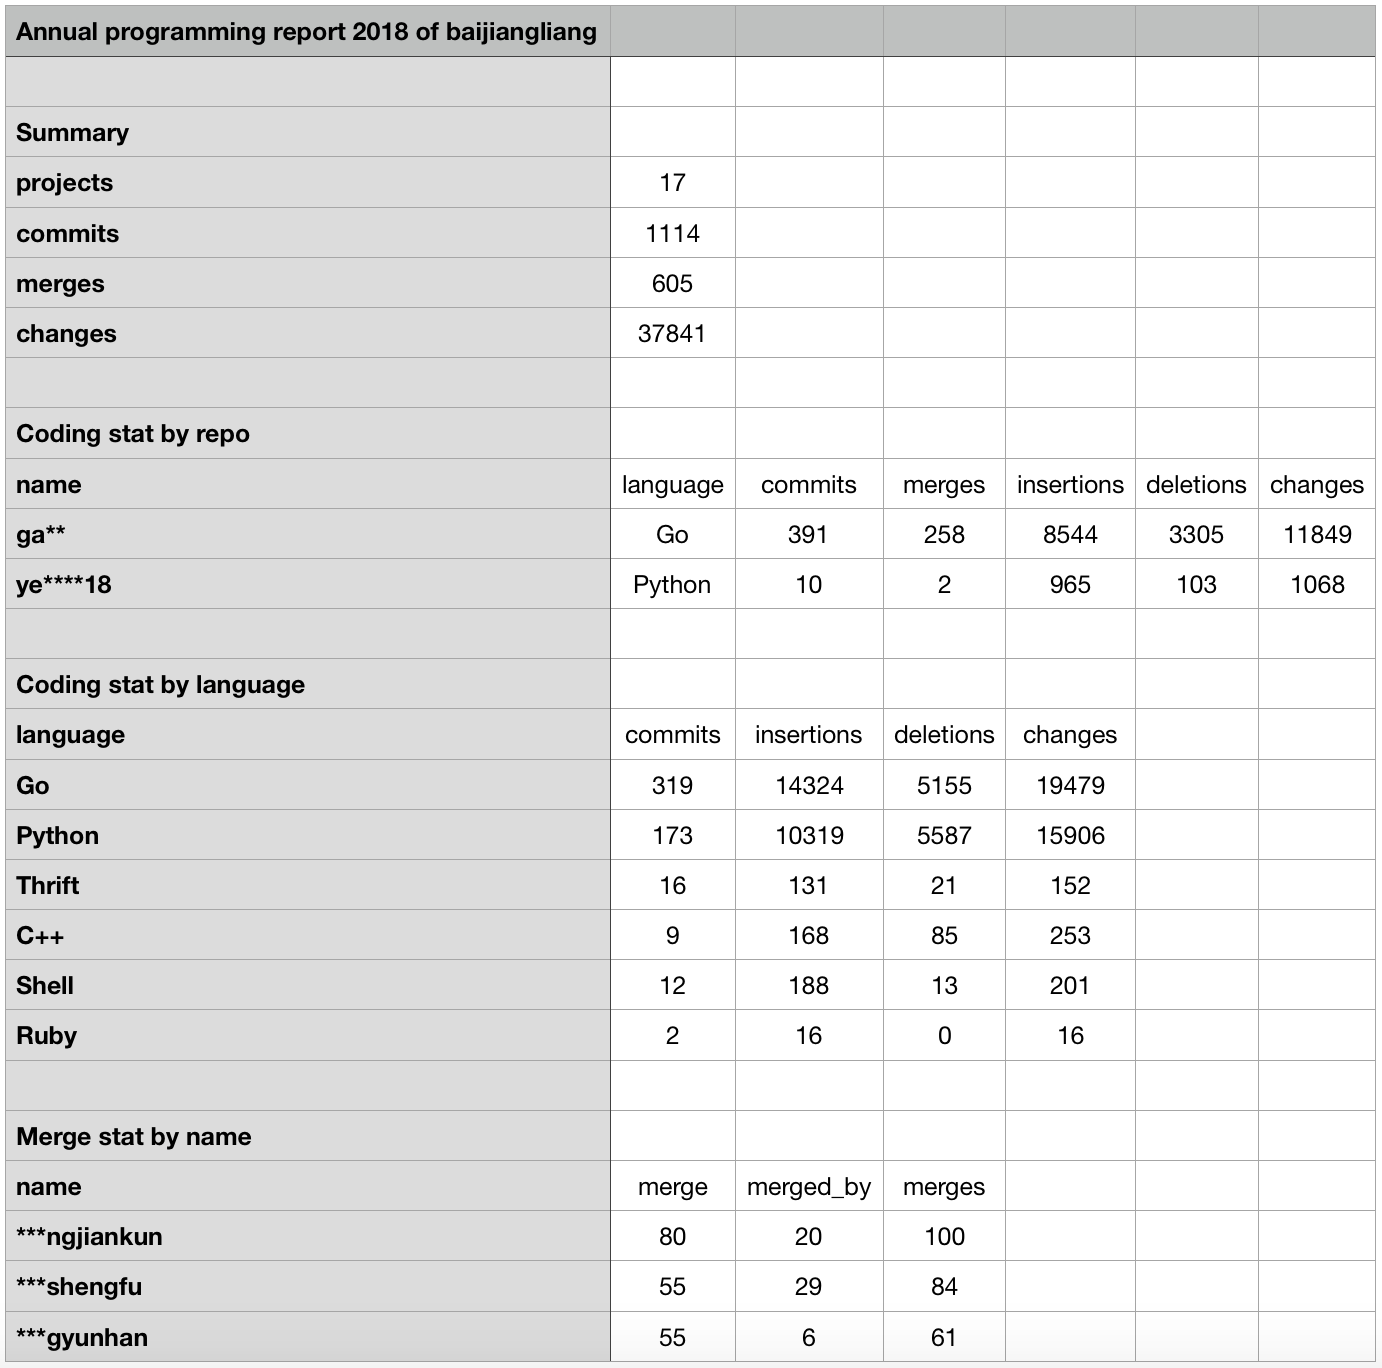 Annual programming report 2018 of baijiangliang
Summary
projects 17
commits 1114
merges 605
changes 37841
Coding stat by repo
name language commits merges insertions deletions changes
ga** Go 391 258 8544 3305 11849
ye****18 Python 10 2 965 103 1068
Coding stat by language
language commits insertions deletions changes
Go 319 14324 5155 19479
Python 173 10319 5587 15906
Thrift 16 131 21 152
C++ 9 168 85 253
Shell 12 188 13 201
Ruby 2 16 0 16
Merge stat by name
name merge merged_by merges
***ngjiankun 80 20 100
***shengfu 55 29 84
***gyunhan 55 6 61